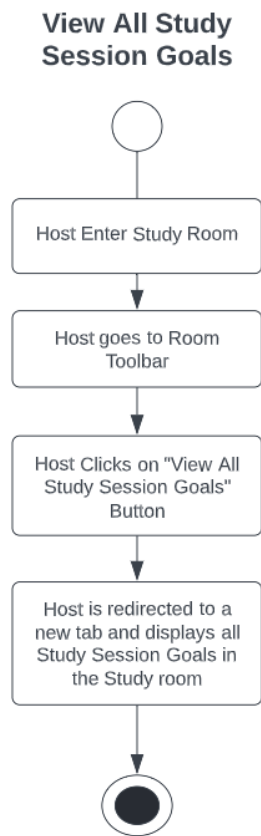 View All Study
Session Goals
Host Enter Study Room
Host goes to Room
Toolbar
Host Clicks on "View All
Study Session Goals"
Button
Host is redirected to a
new tab and displays all
Study Session Goals in
the Study room